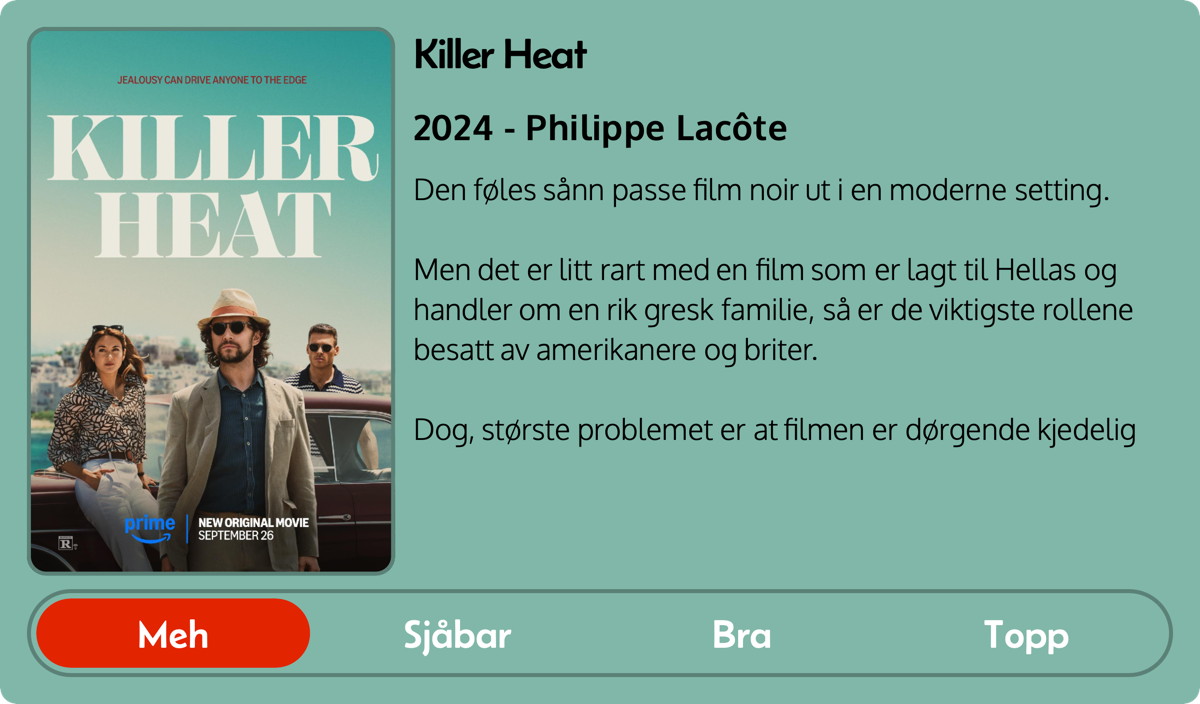 JEALOUSY CAN DRIVE ANYONE TO THE EDGE
KILLER
HEAT
prime
NEW ORIGINAL MOVIE
SEPTEMBER 26
R
Killer Heat
2024 - Philippe Lacôte
Den føles sånn passe film noir ut i en moderne setting.
Men det er litt rart med en film som er lagt til Hellas og
handler om en rik gresk familie, så er de viktigste rollene
besatt av amerikanere og briter.
Dog, største problemet er at filmen er dørgende kjedelig
Meh
Sjåbar
Bra
Topp